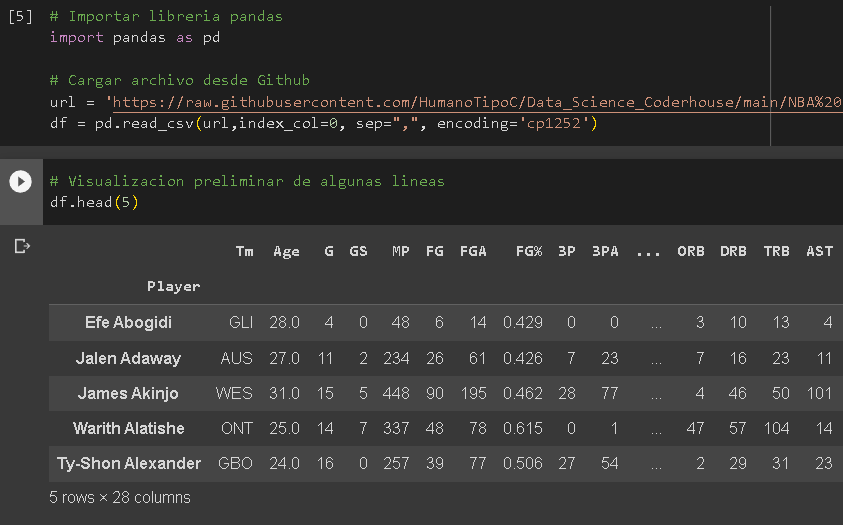 [5] # Importar libreria pandas
import pandas as pd
# Cargar archivo desde Github
url = 'https://raw.githubusercontent.com/HumanoTipoC/Data_Science_Coderhouse/main/NBA%20
df = pd.read_csv(url,index_col=0, sep=",", encoding='cp1252')
# Visualizacion preliminar de algunas lineas
df.head(5)
Tm Age G GS MP FG FGA FG% 3P 3PA ... ORB DRB TRB AST
Player
Efe Abogidi GLI 28.0 4 0 48 6 14 0.429 0 0 ... 3 10 13 4
Jalen Adaway AUS 27.0 11 2 234 26 61 0.426 7 23 ... 7 16 23 11
James Akinjo WES 31.0 15 5 448 90 195 0.462 28 77 ... 4 46 50 101
Warith Alatishe ONT 25.0 14 7 337 48 78 0.615 0 1 ... 47 57 104 14
Ty-Shon Alexander GBO 24.0 16 0 257 39 77 0.506 27 54 ... 2 29 31 23
5 rows × 28 columns